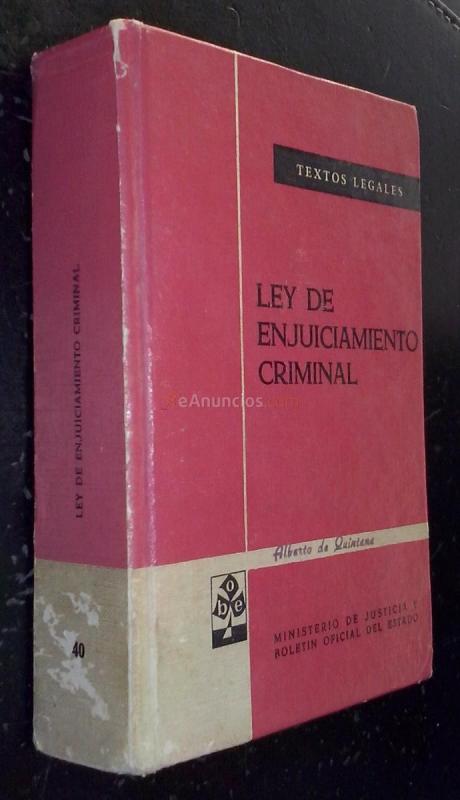 TEXTOS LEGALES
LEY DE
ENJUICIAMIENTO
CRIMINAL
eAnuncios.com
Alberto de Quintana
boe
MINISTERIO DE JUSTICIA Y
BOLETIN OFICIAL DEL ESTADO
LEY DE ENJUICIAMIENTO CRIMINAL
40